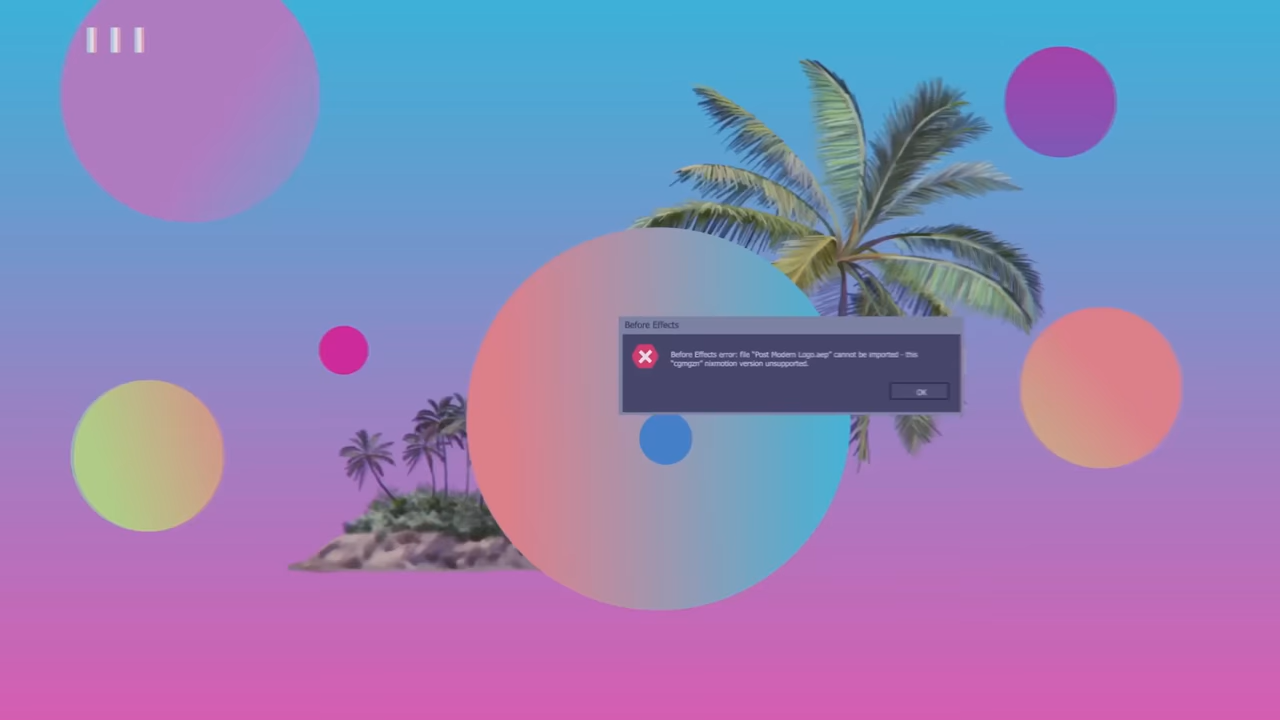 Before Effects
Before Effects error: file "Post Modern Logo.aep" cannot be imported - this
"cgmgzn" nixmotion version unsupported.
OK